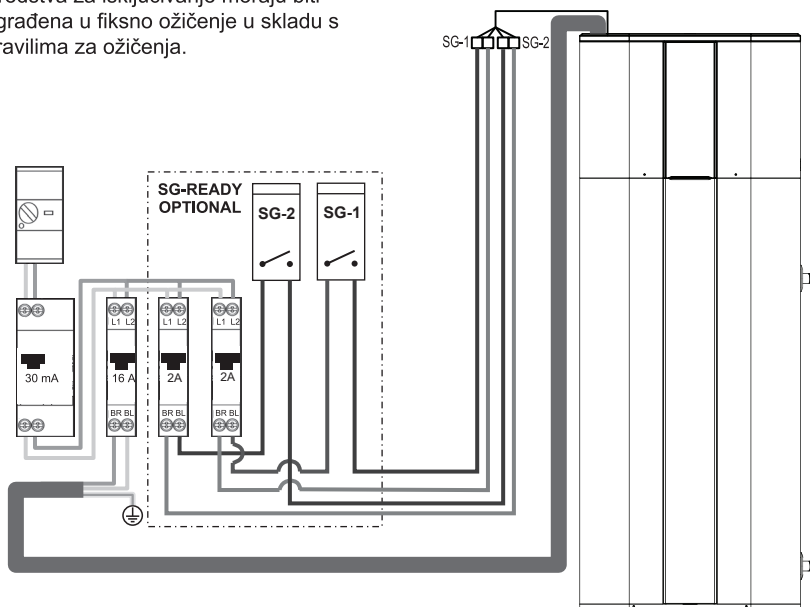 građena u fiksno ožičenje u skladu s
ravilima za ožičenja.
SG-1 SG-2
SG-READY
OPTIONAL
SG-2 SG-1
L1 L2 L1 L2 L1 L2
30 mA 16 A 2A 2A
BR BL BR BL BR BL